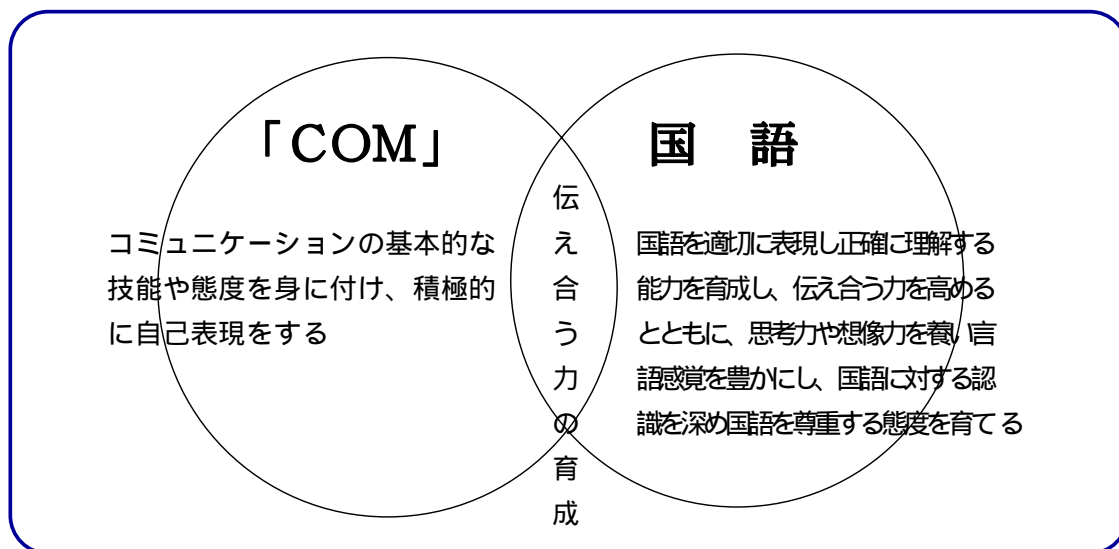 「COM」
コミュニケーションの基本的な
技能や態度を身に付け、積極的
に自己表現をする
伝え合う力の育成
国 語
国語を適切に表現し正確に理解する
能力を育成し、伝え合う力を高める
とともに、思考力や想像力を養い言
語感覚を豊かにし、国語に対する認
識を深め国語を尊重する態度を育てる